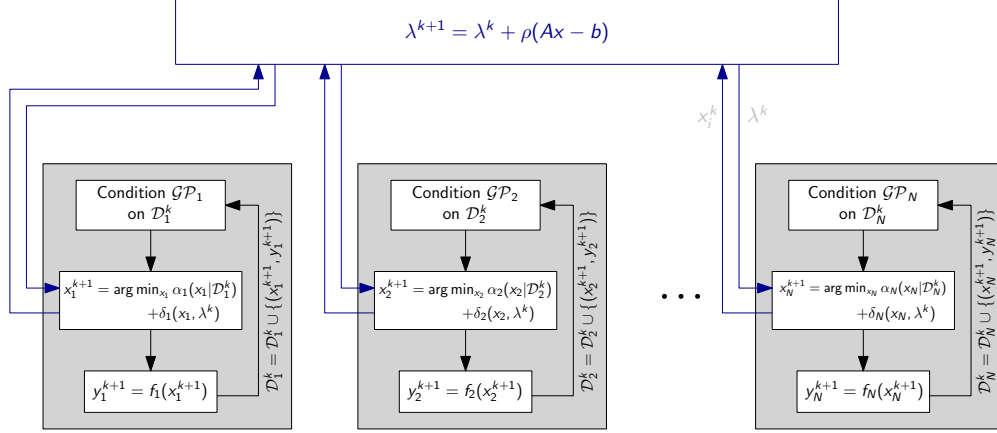 λ^{k+1} = λ^k + ρ(Ax − b)
x_i^k
λ^k
Condition 𝒢𝒫_1
on 𝒟_1^k
x_1^{k+1} = arg min_{x_1} α_1(x_1|𝒟_1^k)
+δ_1(x_1, λ^k)
y_1^{k+1} = f_1(x_1^{k+1})
𝒟_1^k = 𝒟_1^k ∪ {(x_1^{k+1}, y_1^{k+1})}
Condition 𝒢𝒫_2
on 𝒟_2^k
x_2^{k+1} = arg min_{x_2} α_2(x_2|𝒟_2^k)
+δ_2(x_2, λ^k)
y_2^{k+1} = f_2(x_2^{k+1})
𝒟_2^k = 𝒟_2^k ∪ {(x_2^{k+1}, y_2^{k+1})}
• • •
Condition 𝒢𝒫_N
on 𝒟_N^k
x_N^{k+1} = arg min_{x_N} α_N(x_N|𝒟_N^k)
+δ_N(x_N, λ^k)
y_N^{k+1} = f_N(x_N^{k+1})
𝒟_N^k = 𝒟_N^k ∪ {(x_N^{k+1}, y_N^{k+1})}